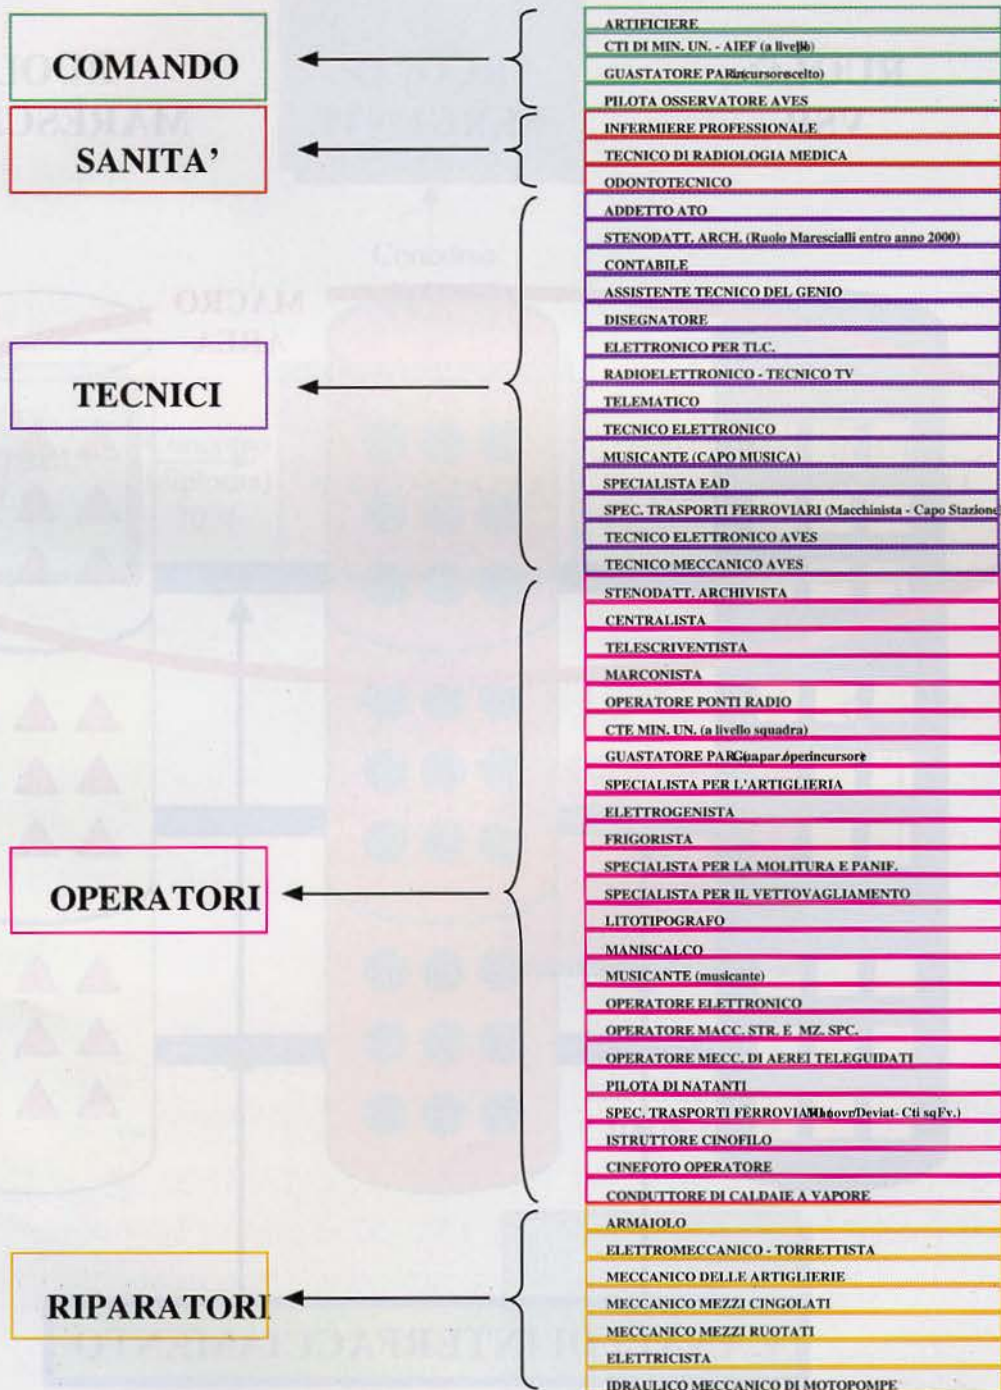 COMANDO
ARTIFICIERE
CTI DI MIN. UN. - AIEF (a livello)
GUASTATORE PAR. incursore scelto)
PILOTA OSSERVATORE AVES
SANITA’
INFERMIERE PROFESSIONALE
TECNICO DI RADIOLOGIA MEDICA
ODONTOTECNICO
TECNICI
ADDETTO ATO
STENODATT. ARCH. (Ruolo Marescialli entro anno 2000)
CONTABILE
ASSISTENTE TECNICO DEL GENIO
DISEGNATORE
ELETTRONICO PER TLC.
RADIOELETTRONICO - TECNICO TV
TELEMATICO
TECNICO ELETTRONICO
MUSICANTE (CAPO MUSICA)
SPECIALISTA EAD
SPEC. TRASPORTI FERROVIARI (Macchinista - Capo Stazione
TECNICO ELETTRONICO AVES
TECNICO MECCANICO AVES
OPERATORI
STENODATT. ARCHIVISTA
CENTRALISTA
TELESCRIVENTISTA
MARCONISTA
OPERATORE PONTI RADIO
CTE MIN. UN. (a livello squadra)
GUASTATORE PAR.
SPECIALISTA PER L'ARTIGLIERIA
ELETTROGENISTA
FRIGORISTA
SPECIALISTA PER LA MOLITURA E PANIF.
SPECIALISTA PER IL VETTOVAGLIAMENTO
LITOTIPOGRAFO
MANISCALCO
MUSICANTE (musicante)
OPERATORE ELETTRONICO
OPERATORE MACC. STR. E MZ. SPC.
OPERATORE MECC. DI AEREI TELEGUIDATI
PILOTA DI NATANTI
SPEC. TRASPORTI FERROVIARI Deviat- Cti sqFv.)
ISTRUTTORE CINOFILO
CINEFOTO OPERATORE
CONDUTTORE DI CALDAIE A VAPORE
RIPARATORI
ARMAIOLO
ELETTROMECCANICO - TORRETTISTA
MECCANICO DELLE ARTIGLIERIE
MECCANICO MEZZI CINGOLATI
MECCANICO MEZZI RUOTATI
ELETTRICISTA
IDRAULICO MECCANICO DI MOTOPOMPE